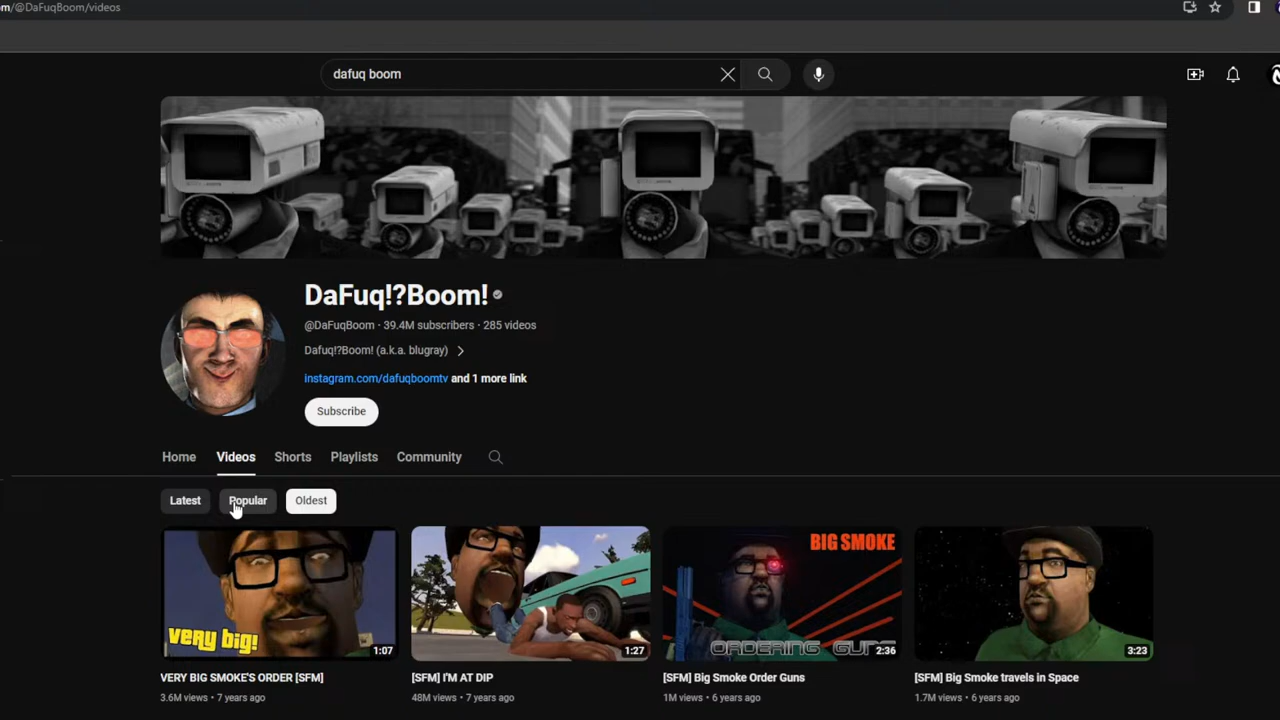 m/@DaFuqBoom/videos
dafuq boom
DaFuq!?Boom!
@DaFuqBoom · 39.4M subscribers · 285 videos
Dafuq!?Boom! (a.k.a. blugray)
instagram.com/dafuqboomtv and 1 more link
Subscribe
Home Videos Shorts Playlists Community
Latest Popular Oldest
very big!
1:07
1:27
BIG SMOKE
ORDERING GUNS
2:36
3:23
VERY BIG SMOKE'S ORDER [SFM]
3.6M views · 7 years ago
[SFM] I'M AT DIP
48M views · 7 years ago
[SFM] Big Smoke Order Guns
1M views · 6 years ago
[SFM] Big Smoke travels in Space
1.7M views · 6 years ago